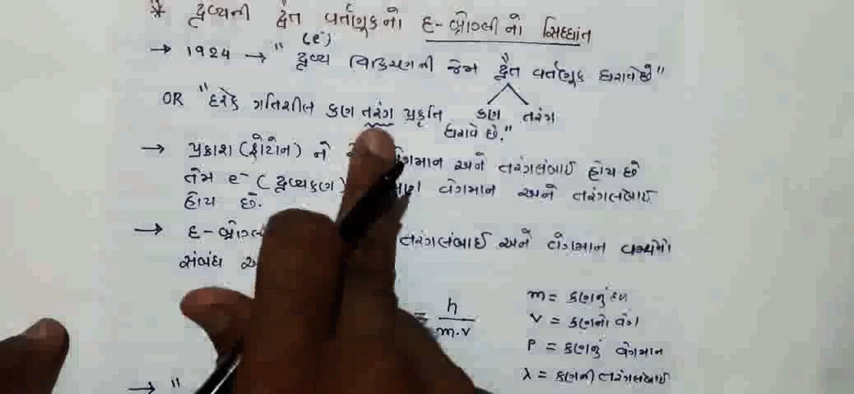 * દ્રવ્યની દ્વૈત વર્તણૂકનો દ-બ્રોગ્લીનો સિદ્ધાંત
→ 1924 → " દ્રવ્ય (e⁻) વિકિરણની જેમ દ્વૈત વર્તણૂક ધરાવે છે"
કણ તરંગ
OR "દરેક ગતિશીલ કણ તરંગ પ્રકૃતિ ધરાવે છે."
→ પ્રકાશ (ફોટોન) ને વેગમાન અને તરંગલંબાઈ હોય છે
તેમ e- (દ્રવ્યકણ) પણ વેગમાન અને તરંગલંબાઈ
હોય છે.
→ દ-બ્રોગ્લી તરંગલંબાઈ અને વેગમાન વચ્ચેનો
સંબંધ
= h / m.v
m = કણનું દળ
v = કણનો વેગ
P = કણનું વેગમાન
λ = કણની તરંગલંબાઈ
→ "